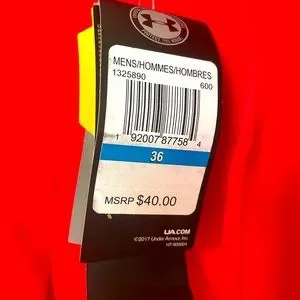 MENS/HOMMES/HOMBRES
1325890
600
1 92007 87758 4
36
MSRP $40.00
UA.COM
©2017 Under Armour, Inc.